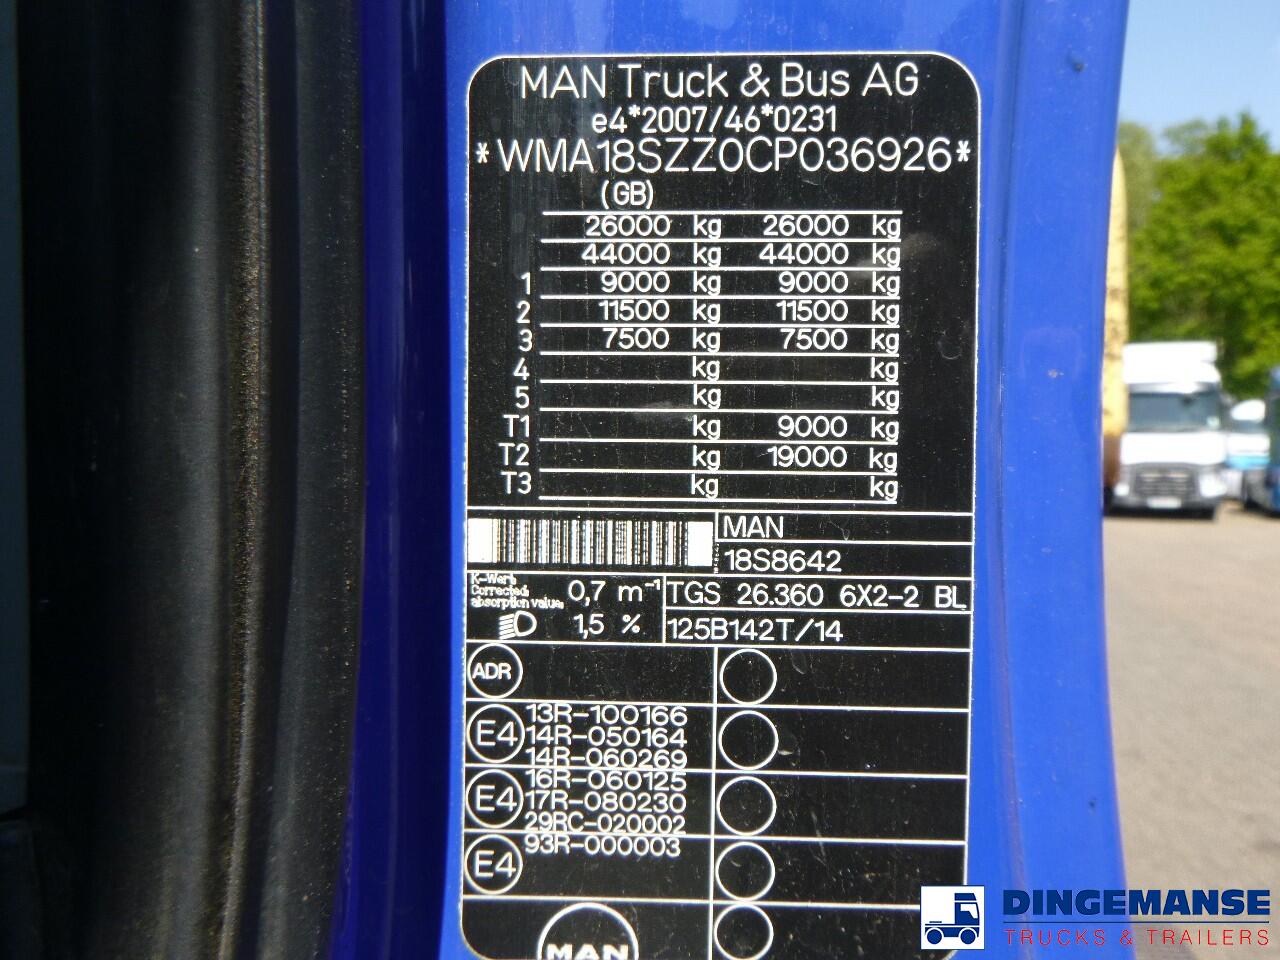 MAN Truck & Bus AG
e4*2007/46*0231
*WMA18SZZ0CP036926*
(GB)
26000 kg 26000 kg
44000 kg 44000 kg
1 9000 kg 9000 kg
2 11500 kg 11500 kg
3 7500 kg 7500 kg
4 kg kg
5 kg kg
T1 kg 9000 kg
T2 kg 19000 kg
T3 kg kg
MAN
18S8642
K-Wert
Corrected
absorption value 0,7 m⁻¹
TGS 26.360 6X2-2 BL
1,5 %
125B142T/14
ADR
E4 13R-100166
14R-050164
14R-060269
E4 16R-060125
17R-080230
29RC-020002
E4 93R-000003
MAN
DINGEMANSE
TRUCKS & TRAILERS